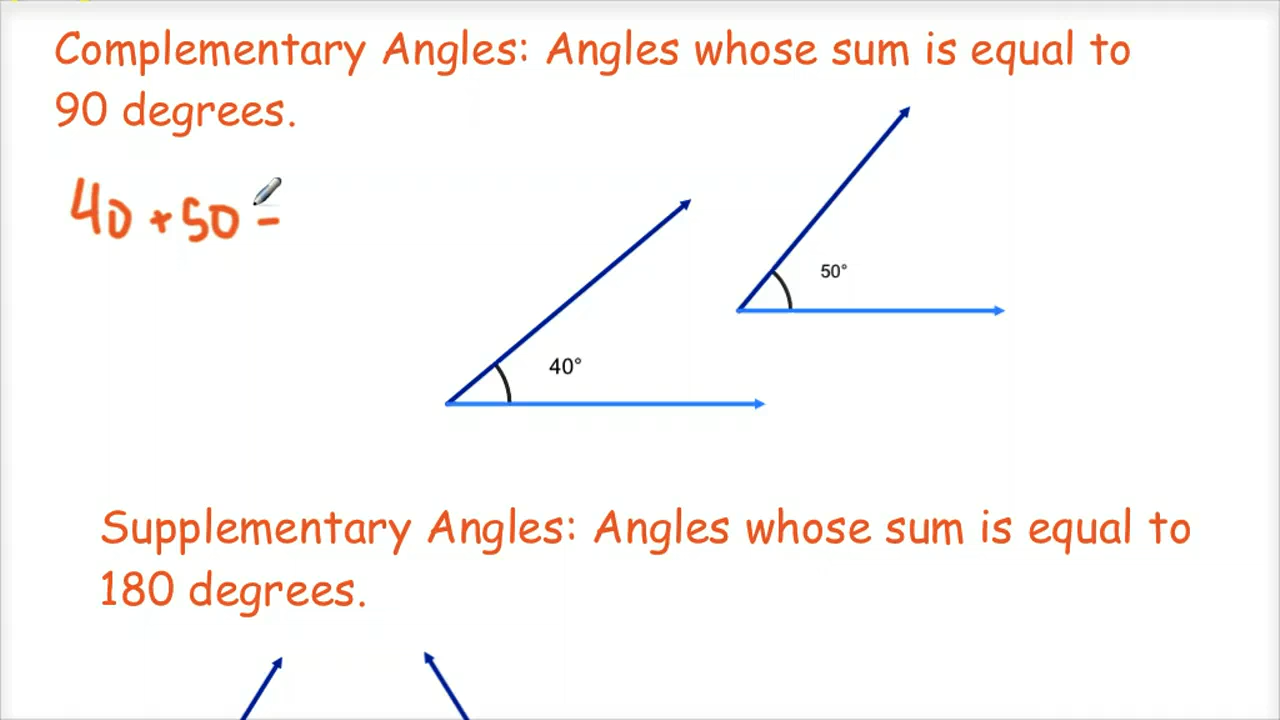 Complementary Angles: Angles whose sum is equal to
90 degrees.
40 + 50 -
50°
40°
Supplementary Angles: Angles whose sum is equal to
180 degrees.